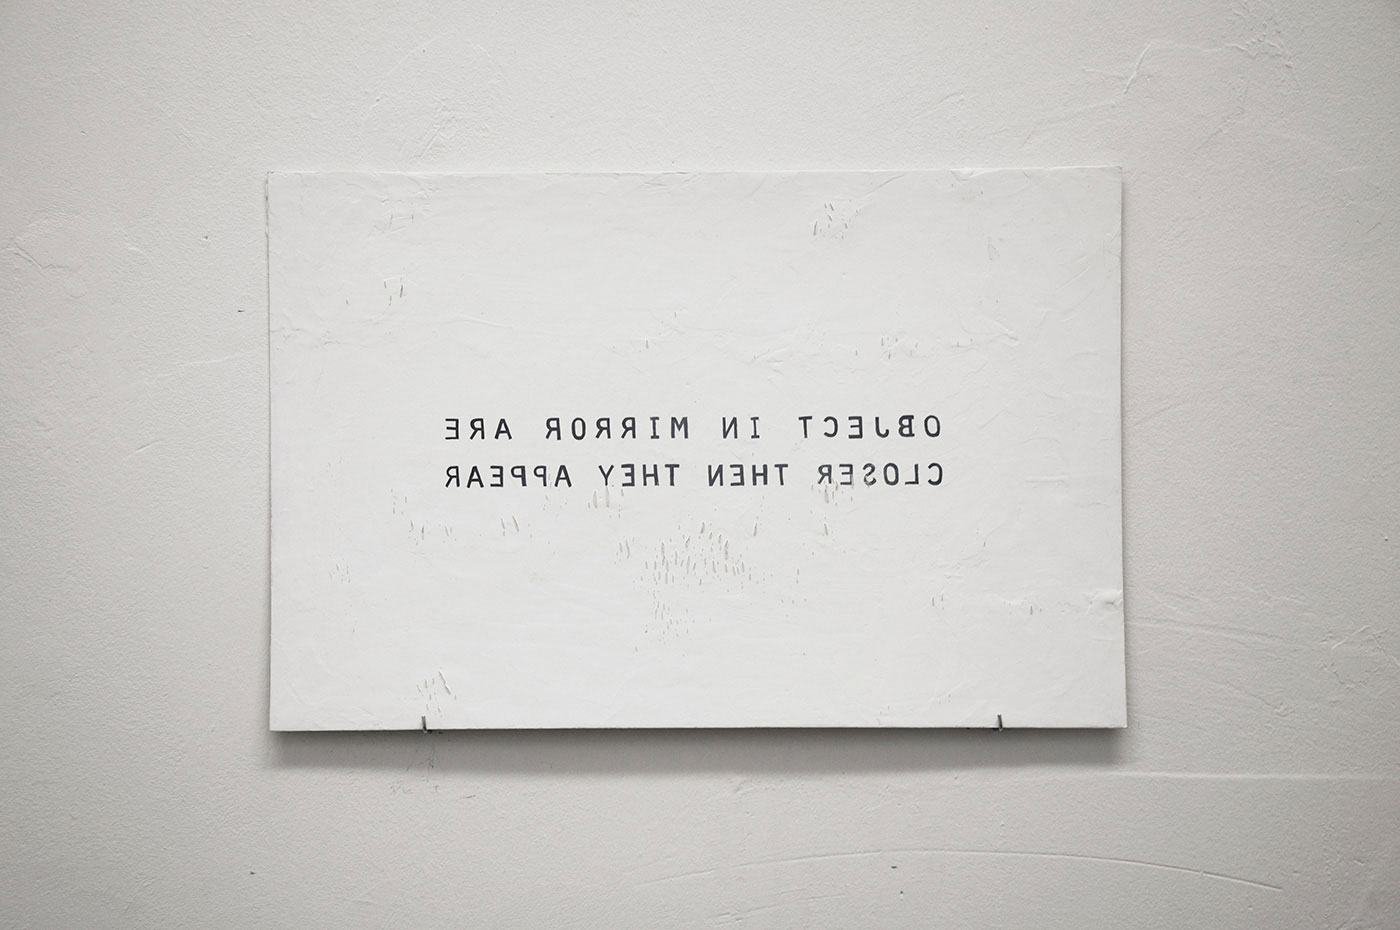 OBJECT IN MIRROR ARE
CLOSER THEN THEY APPEAR